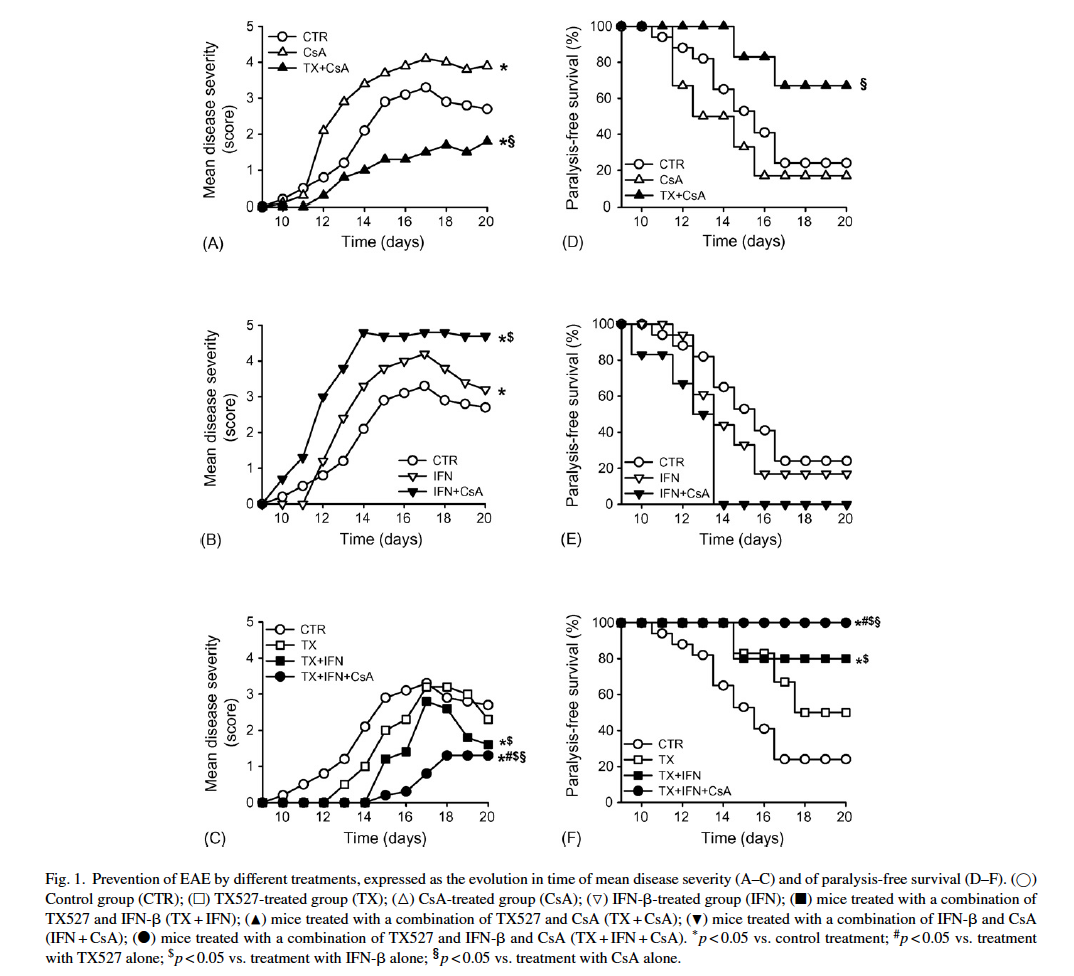 5
4
3
2
1
0
Mean disease severity
(score)
CTR
CsA
TX+CsA
*
*§
10 12 14 16 18 20
Time (days)
(A)
100
80
60
40
20
0
Paralysis-free survival (%)
CTR
CsA
TX+CsA
§
10 12 14 16 18 20
Time (days)
(D)
5
4
3
2
1
0
Mean disease severity
(score)
*$
*
CTR
IFN
IFN+CsA
10 12 14 16 18 20
Time (days)
(B)
100
80
60
40
20
0
Paralysis-free survival (%)
CTR
IFN
IFN+CsA
10 12 14 16 18 20
Time (days)
(E)
5
4
3
2
1
0
Mean disease severity
(score)
CTR
TX
TX+IFN
TX+IFN+CsA
*$
*#$§
10 12 14 16 18 20
Time (days)
(C)
100
80
60
40
20
0
Paralysis-free survival (%)
*#$§
*$
CTR
TX
TX+IFN
TX+IFN+CsA
10 12 14 16 18 20
Time (days)
(F)
Fig. 1. Prevention of EAE by different treatments, expressed as the evolution in time of mean disease severity (A–C) and of paralysis-free survival (D–F). (○)
Control group (CTR); (□) TX527-treated group (TX); (△) CsA-treated group (CsA); (▽) IFN-β-treated group (IFN); (■) mice treated with a combination of
TX527 and IFN-β (TX + IFN); (▲) mice treated with a combination of TX527 and CsA (TX + CsA); (▼) mice treated with a combination of IFN-β and CsA
(IFN + CsA); (●) mice treated with a combination of TX527 and IFN-β and CsA (TX + IFN + CsA). *p < 0.05 vs. control treatment; #p < 0.05 vs. treatment
with TX527 alone; $p < 0.05 vs. treatment with IFN-β alone; §p < 0.05 vs. treatment with CsA alone.